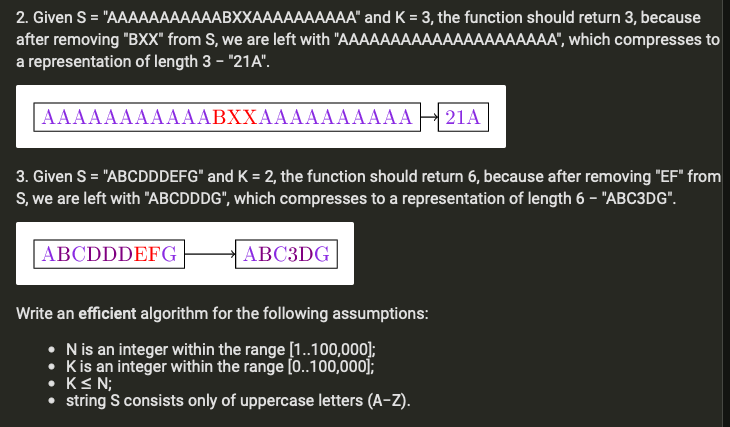 2. Given S = "AAAAAAAAAAABXXAAAAAAAAAA" and K = 3, the function should return 3, because
after removing "BXX" from S, we are left with "AAAAAAAAAAAAAAAAAAAAA", which compresses to
a representation of length 3 − "21A".
AAAAAAAAAAABXXAAAAAAAAAA 21A
3. Given S = "ABCDDDEFG" and K = 2, the function should return 6, because after removing "EF" from
S, we are left with "ABCDDDG", which compresses to a representation of length 6 − "ABC3DG".
ABCDDDEFG ABC3DG
Write an efficient algorithm for the following assumptions:
• N is an integer within the range [1..100,000];
• K is an integer within the range [0..100,000];
• K ≤ N;
• string S consists only of uppercase letters (A−Z).